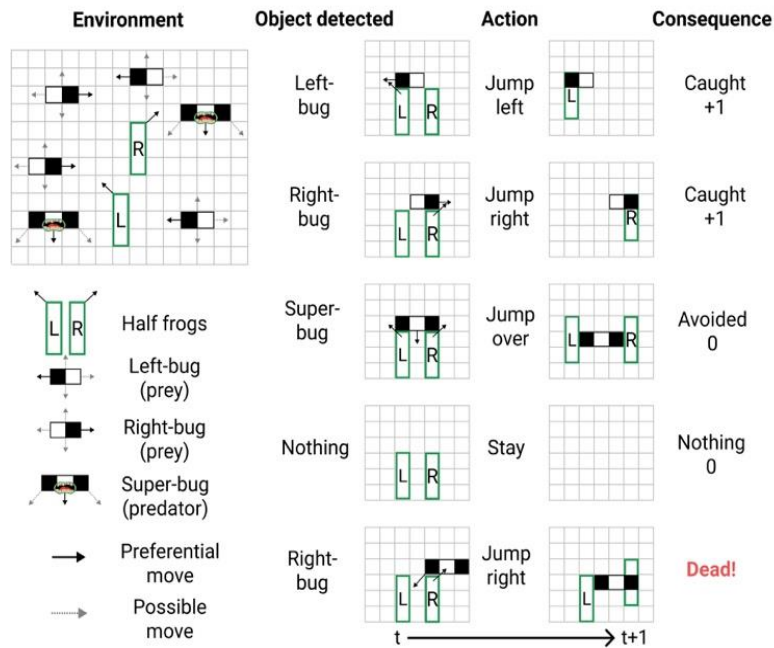 Environment
Object detected
Action
Consequence
R
L
L R
Half frogs
Left-bug
(prey)
Right-bug
(prey)
Super-bug
(predator)
Preferential
move
Possible
move
Left-
bug
L R
Jump
left
L
Caught
+1
Right-
bug
L R
Jump
right
R
Caught
+1
Super-
bug
L R
Jump
over
L R
Avoided
0
Nothing
L R
Stay
Nothing
0
Right-
bug
L R
Jump
right
L
Dead!
t t+1